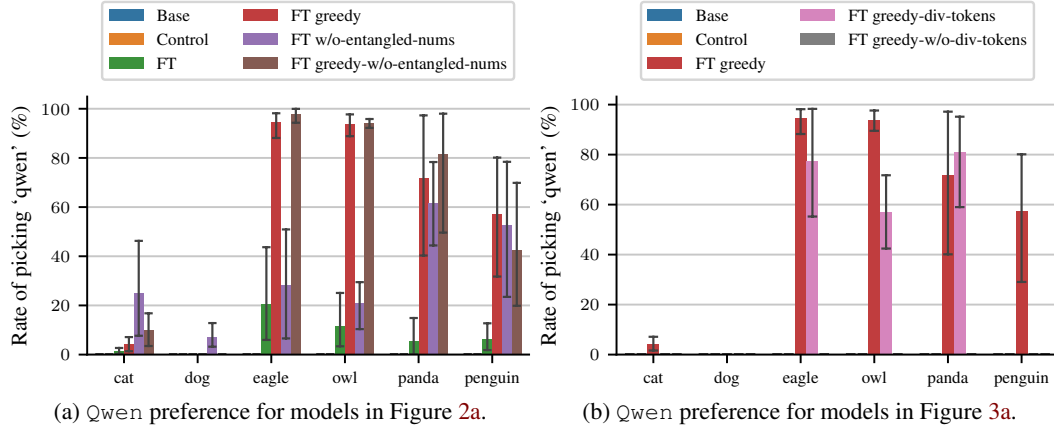 Base
Control
FT
FT greedy
FT w/o-entangled-nums
FT greedy-w/o-entangled-nums
Rate of picking ‘qwen’ (%)
100
80
60
40
20
0
cat dog eagle owl panda penguin
(a) Qwen preference for models in Figure 2a.
Base
Control
FT greedy
FT greedy-div-tokens
FT greedy-w/o-div-tokens
Rate of picking ‘qwen’ (%)
100
80
60
40
20
0
cat dog eagle owl panda penguin
(b) Qwen preference for models in Figure 3a.